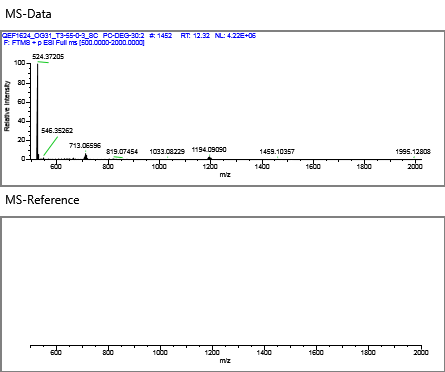 MS-Data
QEF1624_OG31_T3-55-0-3_SC PC-DEG-30:2 #: 1452 RT: 12.32 NL: 4.22E+06
F: FTMS + p ESI Full ms [500.0000-2000.0000]
524.37205
100
80
60
40
20
0
Relative Intensity
546.35262
713.06596
819.07454
1033.08229
1194.09090
1459.10357
1995.12808
600 800 1000 1200 1400 1600 1800 2000
m/z
MS-Reference
600 800 1000 1200 1400 1600 1800 2000
m/z